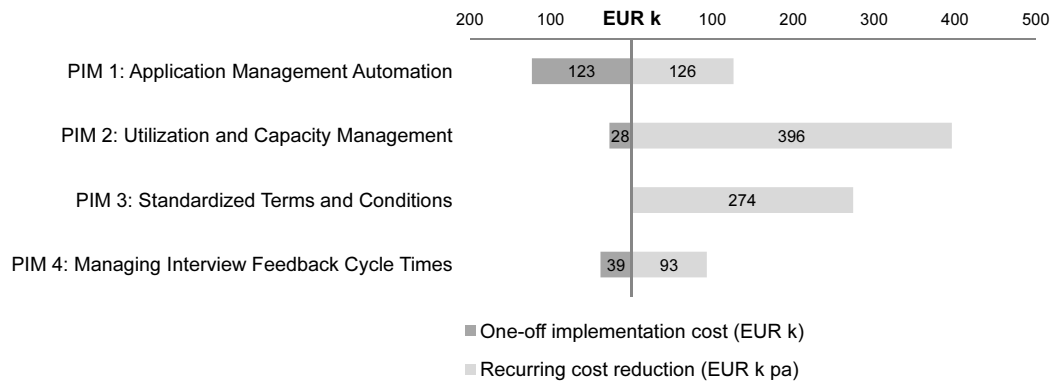 200 100 EUR k 100 200 300 400 500
PIM 1: Application Management Automation 123 126
PIM 2: Utilization and Capacity Management 28 396
PIM 3: Standardized Terms and Conditions 274
PIM 4: Managing Interview Feedback Cycle Times 39 93
One-off implementation cost (EUR k)
Recurring cost reduction (EUR k pa)